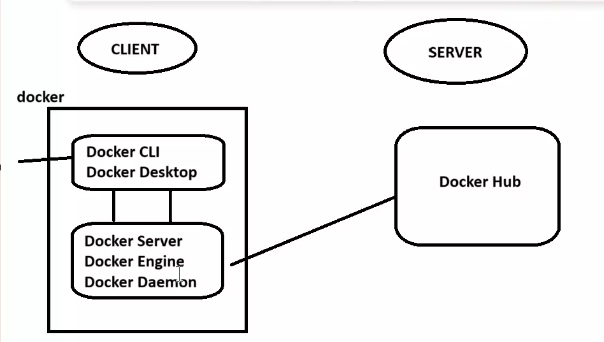 CLIENT
SERVER
docker
Docker CLI
Docker Desktop
Docker Hub
Docker Server
Docker Engine
Docker Daemon